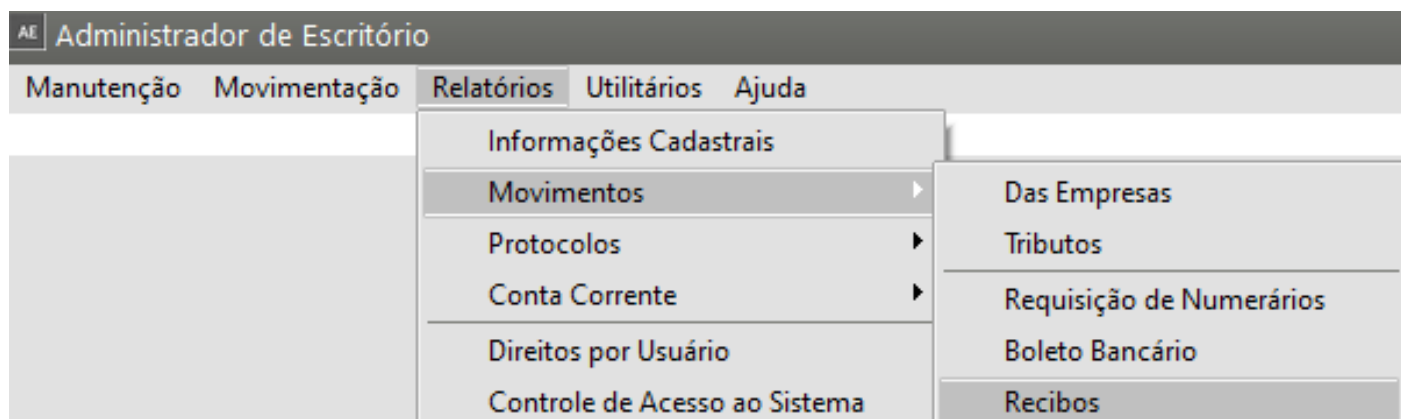 AE Administrador de Escritório
Manutenção Movimentação Relatórios Utilitários Ajuda
Informações Cadastrais
Movimentos
Protocolos
Conta Corrente
Direitos por Usuário
Controle de Acesso ao Sistema
Das Empresas
Tributos
Requisição de Numerários
Boleto Bancário
Recibos